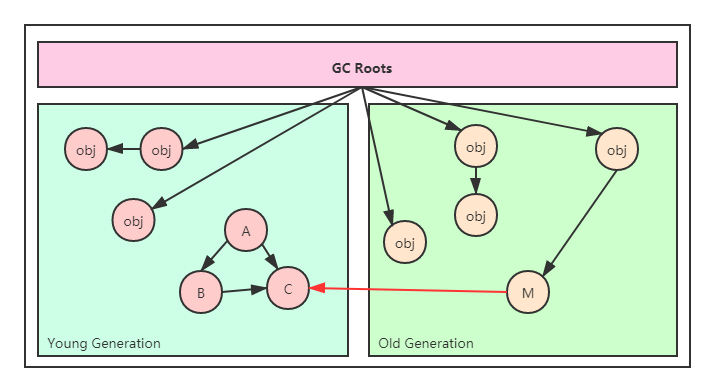 GC Roots
obj
obj
obj
obj
obj
obj
obj
A
B
C
M
Young Generation
Old Generation